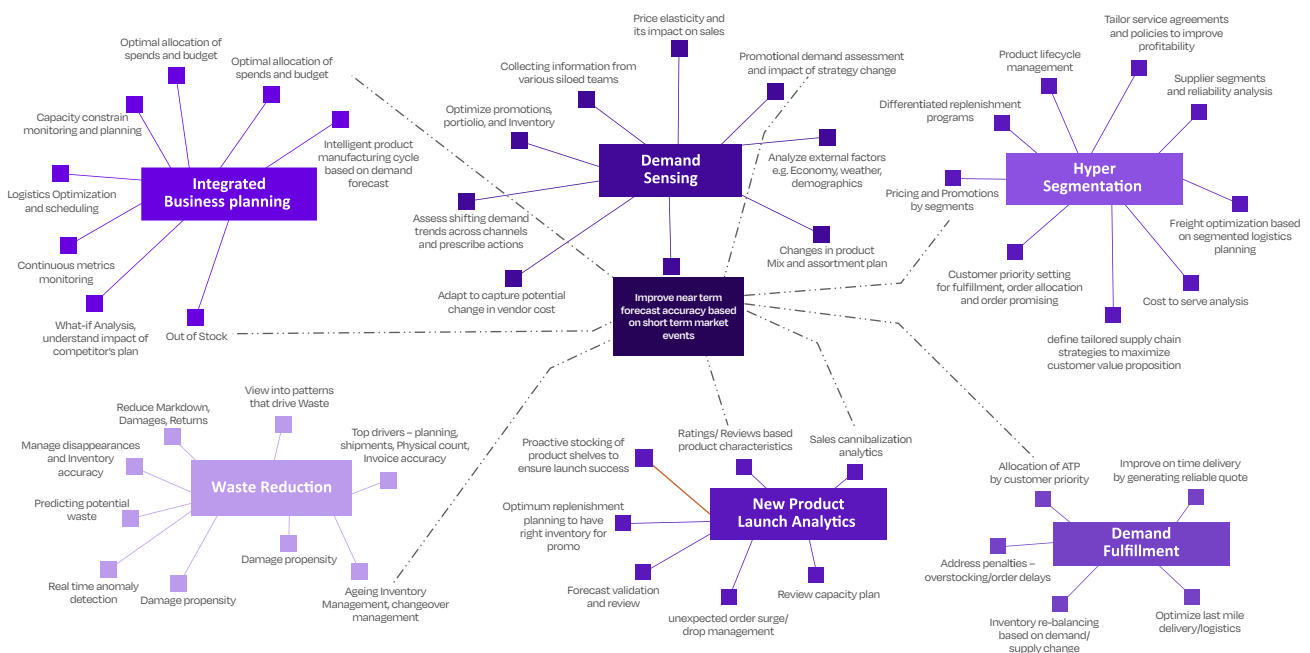 Optimal allocation of
spends and budget
Optimal allocation of
spends and budget
Capacity constrain
monitoring and planning
Intelligent product
manufacturing cycle
based on demand
forecast
Integrated
Business planning
Logistics Optimization
and scheduling
Continuous metrics
monitoring
What-if Analysis,
understand impact of
competitor's plan
Out of Stock
Price elasticity and
its impact on sales
Collecting information from
various siloed teams
Promotional demand assessment
and impact of strategy change
Optimize promotions,
portiolio, and Inventory
Demand
Sensing
Analyze external factors
e.g. Economy, weather,
demographics
Assess shifting demand
trends across channels
and prescribe actions
Changes in product
Mix and assortment plan
Adapt to capture potential
change in vendor cost
Improve near term
forecast accuracy based
on short term market
events
Tailor service agreements
and policies to improve
profitability
Product lifecycle
management
Supplier segments
and reliability analysis
Differentiated replenishment
programs
Hyper
Segmentation
Pricing and Promotions
by segments
Freight optimization based
on segmented logistics
planning
Customer priority setting
for fulfillment, order allocation
and order promising
Cost to serve analysis
define tailored supply chain
strategies to maximize
customer value proposition
View into patterns
that drive Waste
Reduce Markdown,
Damages, Returns
Top drivers – planning,
shipments, Physical count,
Invoice accuracy
Manage disappearances
and Inventory
accuracy
Waste Reduction
Predicting potential
waste
Damage propensity
Real time anomaly
detection
Damage propensity
Ageing Inventory
Management, changeover
management
Proactive stocking of
product shelves to
ensure launch success
Ratings/ Reviews based
product characteristics
Sales cannibalization
analytics
New Product
Launch Analytics
Optimum replenishment
planning to have
right inventory for
promo
Forecast validation
and review
unexpected order surge/
drop management
Review capacity plan
Allocation of ATP
by customer priority
Improve on time delivery
by generating reliable quote
Demand
Fulfillment
Address penalties –
overstocking/order delays
Inventory re-balancing
based on demand/
supply change
Optimize last mile
delivery/logistics